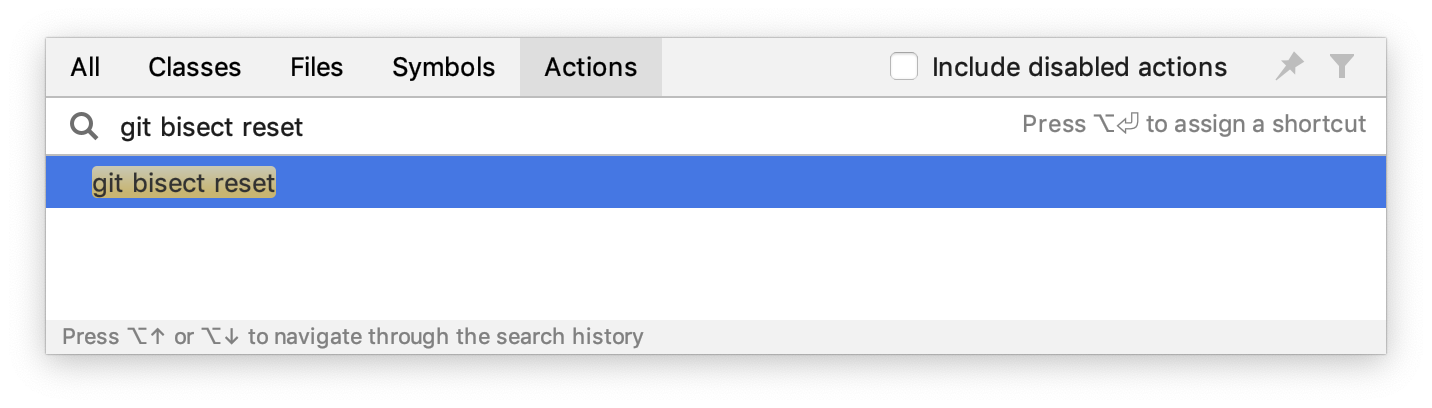 All Classes Files Symbols Actions Include disabled actions
git bisect reset Press ⌥⏎ to assign a shortcut
git bisect reset
Press ⌥↑ or ⌥↓ to navigate through the search history